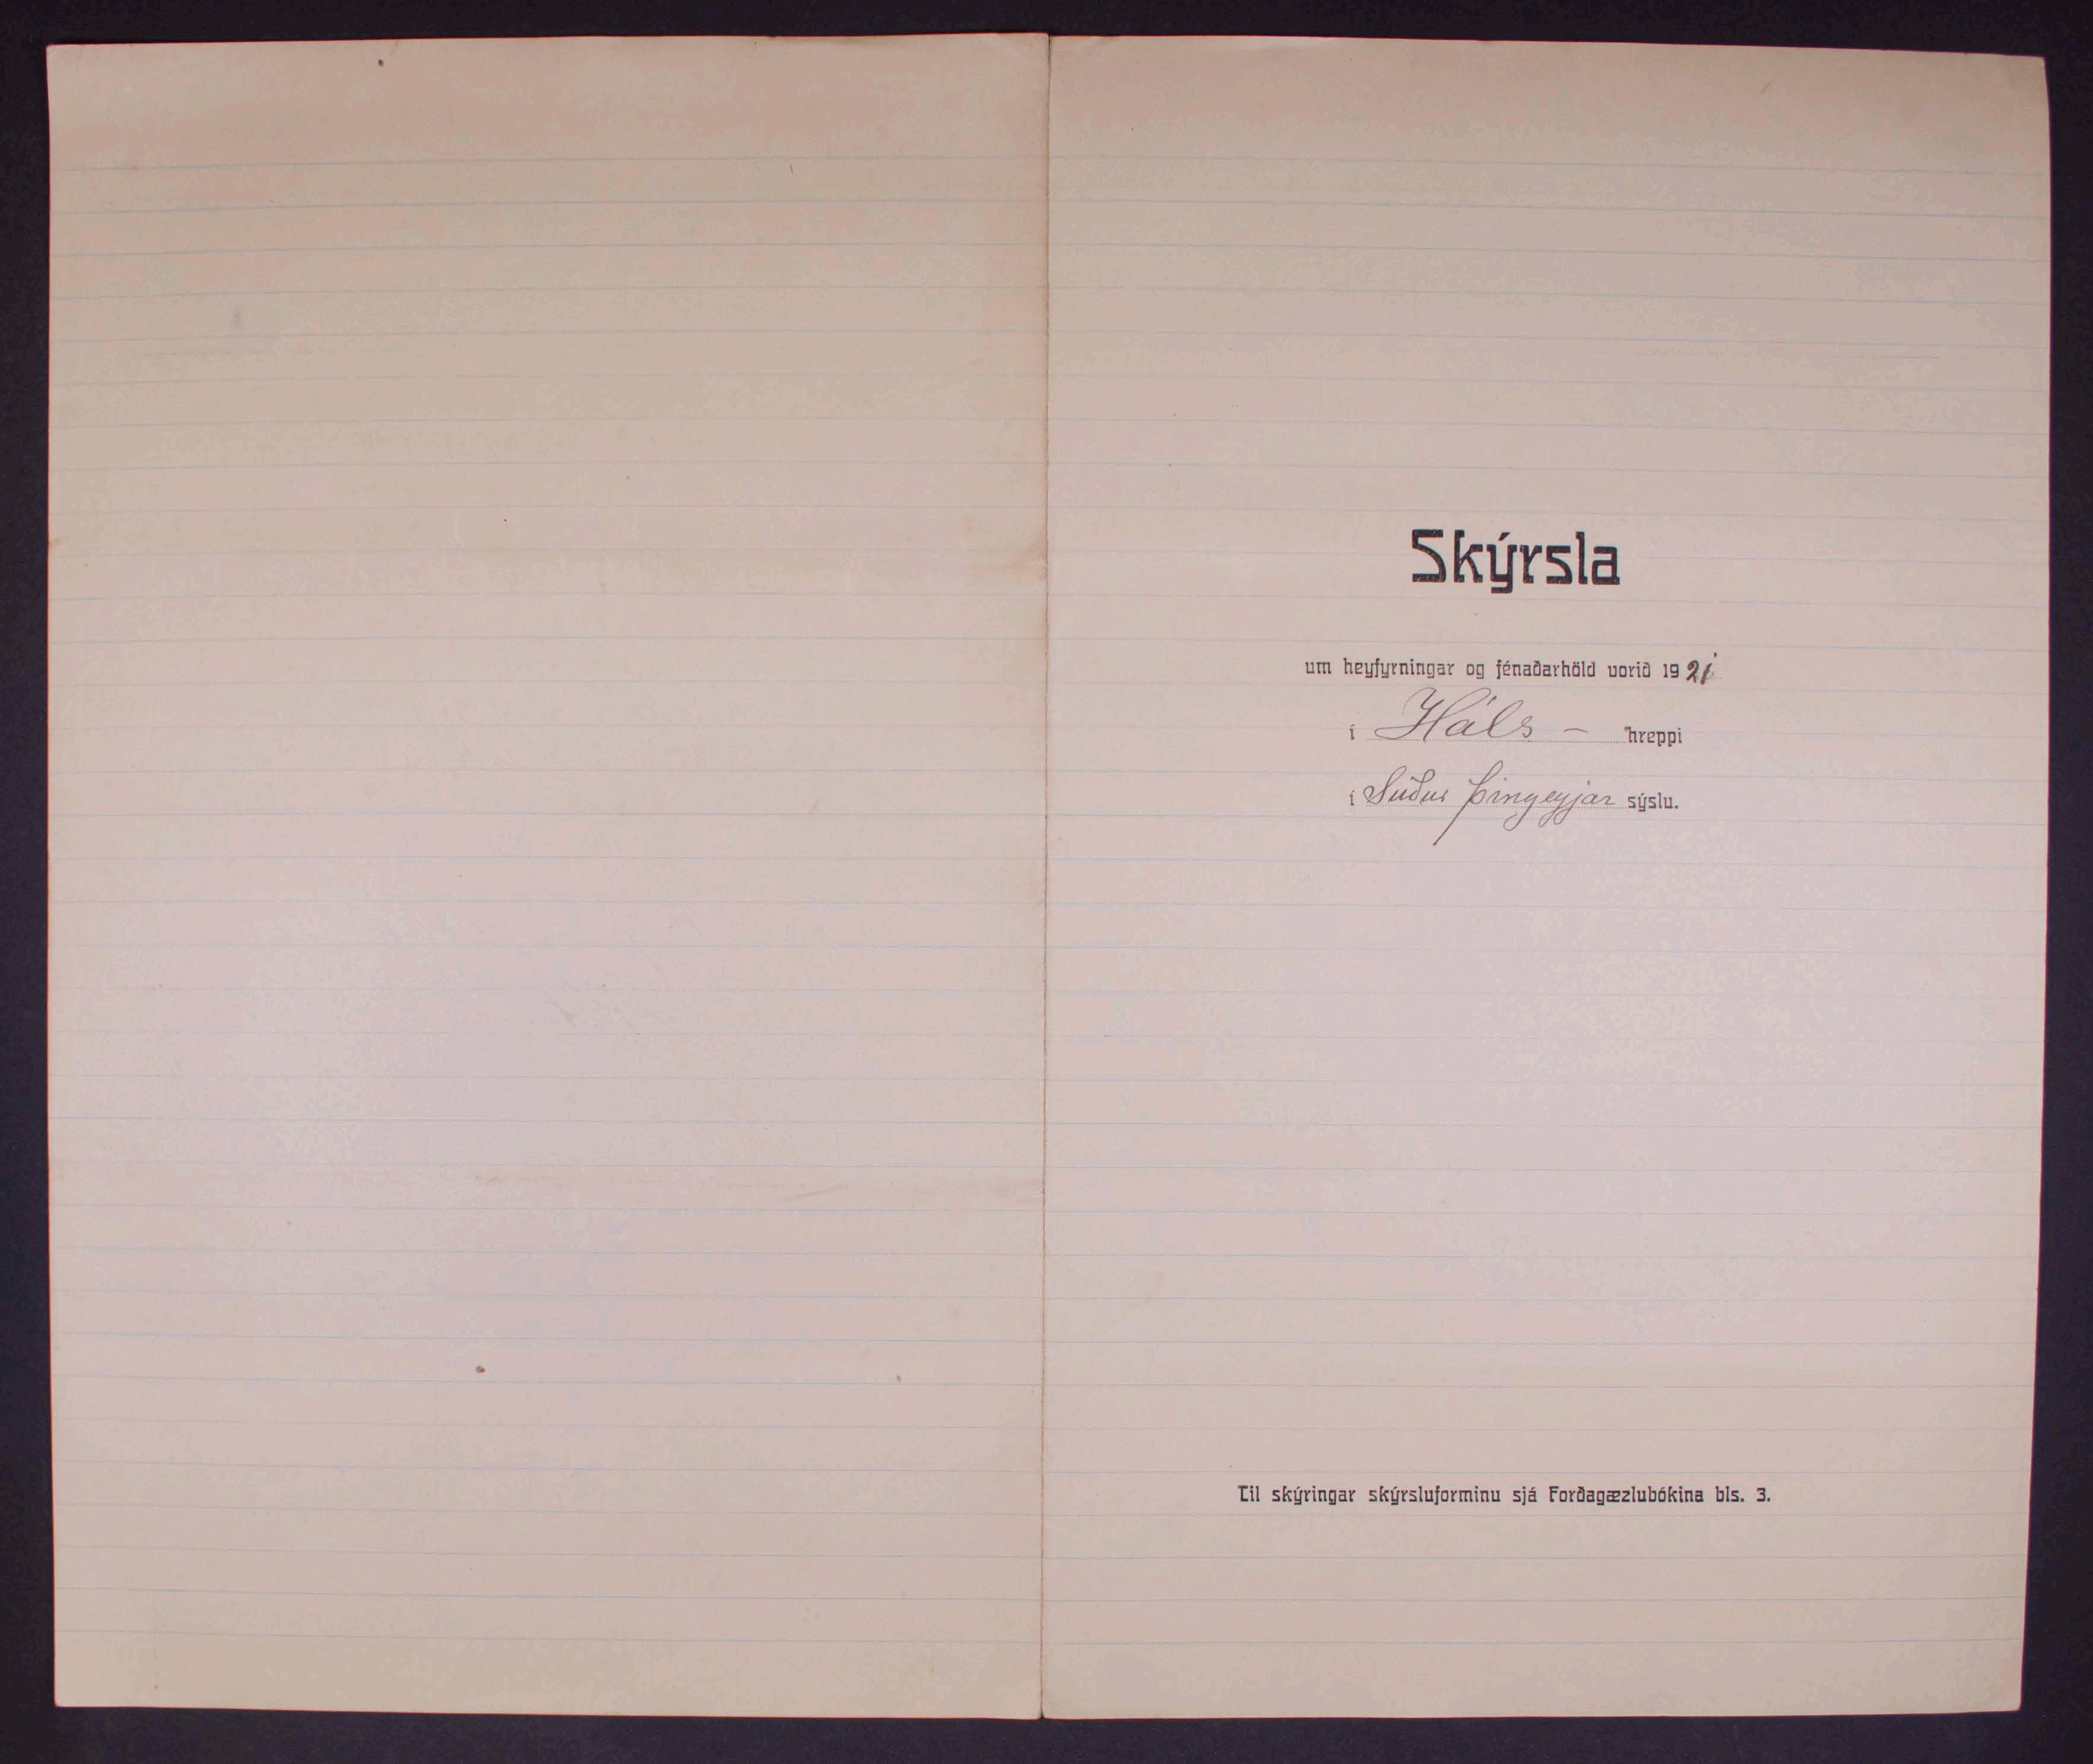 Skýrsla
um heyfyrningar og fénaðarhöld vorið 1921
í Háls - hreppi
í Suður Þingeyjar sýslu.
Til skýringar skýrsluforminu sjá Forðagæzlubókina bls. 3.